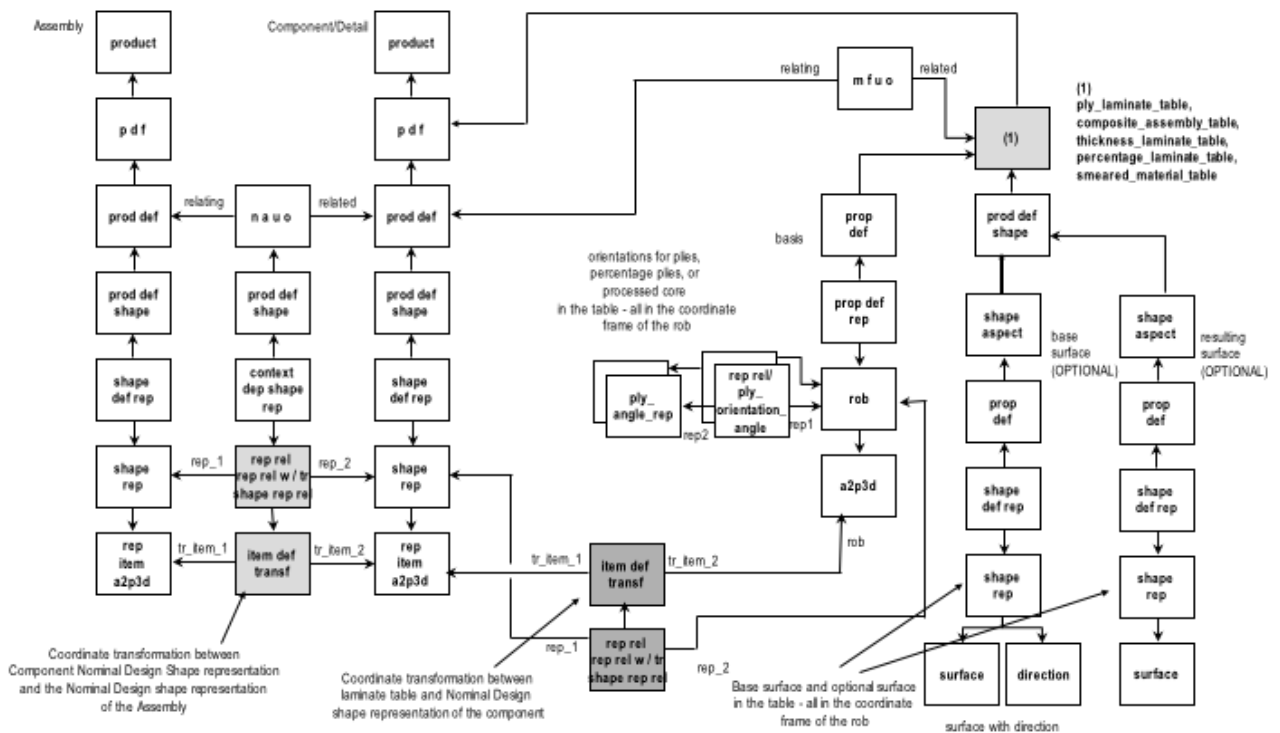 Assembly
product
Component/Detail
product
relating
m f u o
related
(1)
ply_laminate_table,
composite_assembly_table,
thickness_laminate_table,
percentage_laminate_table,
smeared_material_table
p d f
p d f
(1)
prod def
relating
n a u o
related
prod def
prop
def
basis
prod def
shape
orientations for plies,
percentage plies, or
processed core
in the table - all in the coordinate
frame of the rob
prod def
shape
prod def
shape
prod def
shape
prop def
rep
shape
aspect
base
surface
(OPTIONAL)
shape
aspect
resulting
surface
(OPTIONAL)
shape
def rep
context
dep shape
rep
shape
def rep
ply_
angle_rep
rep2
rep rel/
ply_
orientation_
angle
rep1
rob
prop
def
prop
def
shape
rep
rep_1
rep rel
rep rel w / tr
shape rep rel
rep_2
shape
rep
a2p3d
shape
def rep
shape
def rep
rep
item
a2p3d
tr_item_1
item def
transf
tr_item_2
rep
item
a2p3d
tr_item_1
item def
transf
tr_item_2
rob
shape
rep
shape
rep
Coordinate transformation between
Component Nominal Design Shape representation
and the Nominal Design shape representation
of the Assembly
Coordinate transformation between
laminate table and Nominal Design
shape representation of the component
rep_1
rep rel
rep rel w / tr
shape rep rel
rep_2
Base surface and optional surface
in the table - all in the coordinate
frame of the rob
surface
direction
surface
surface with direction